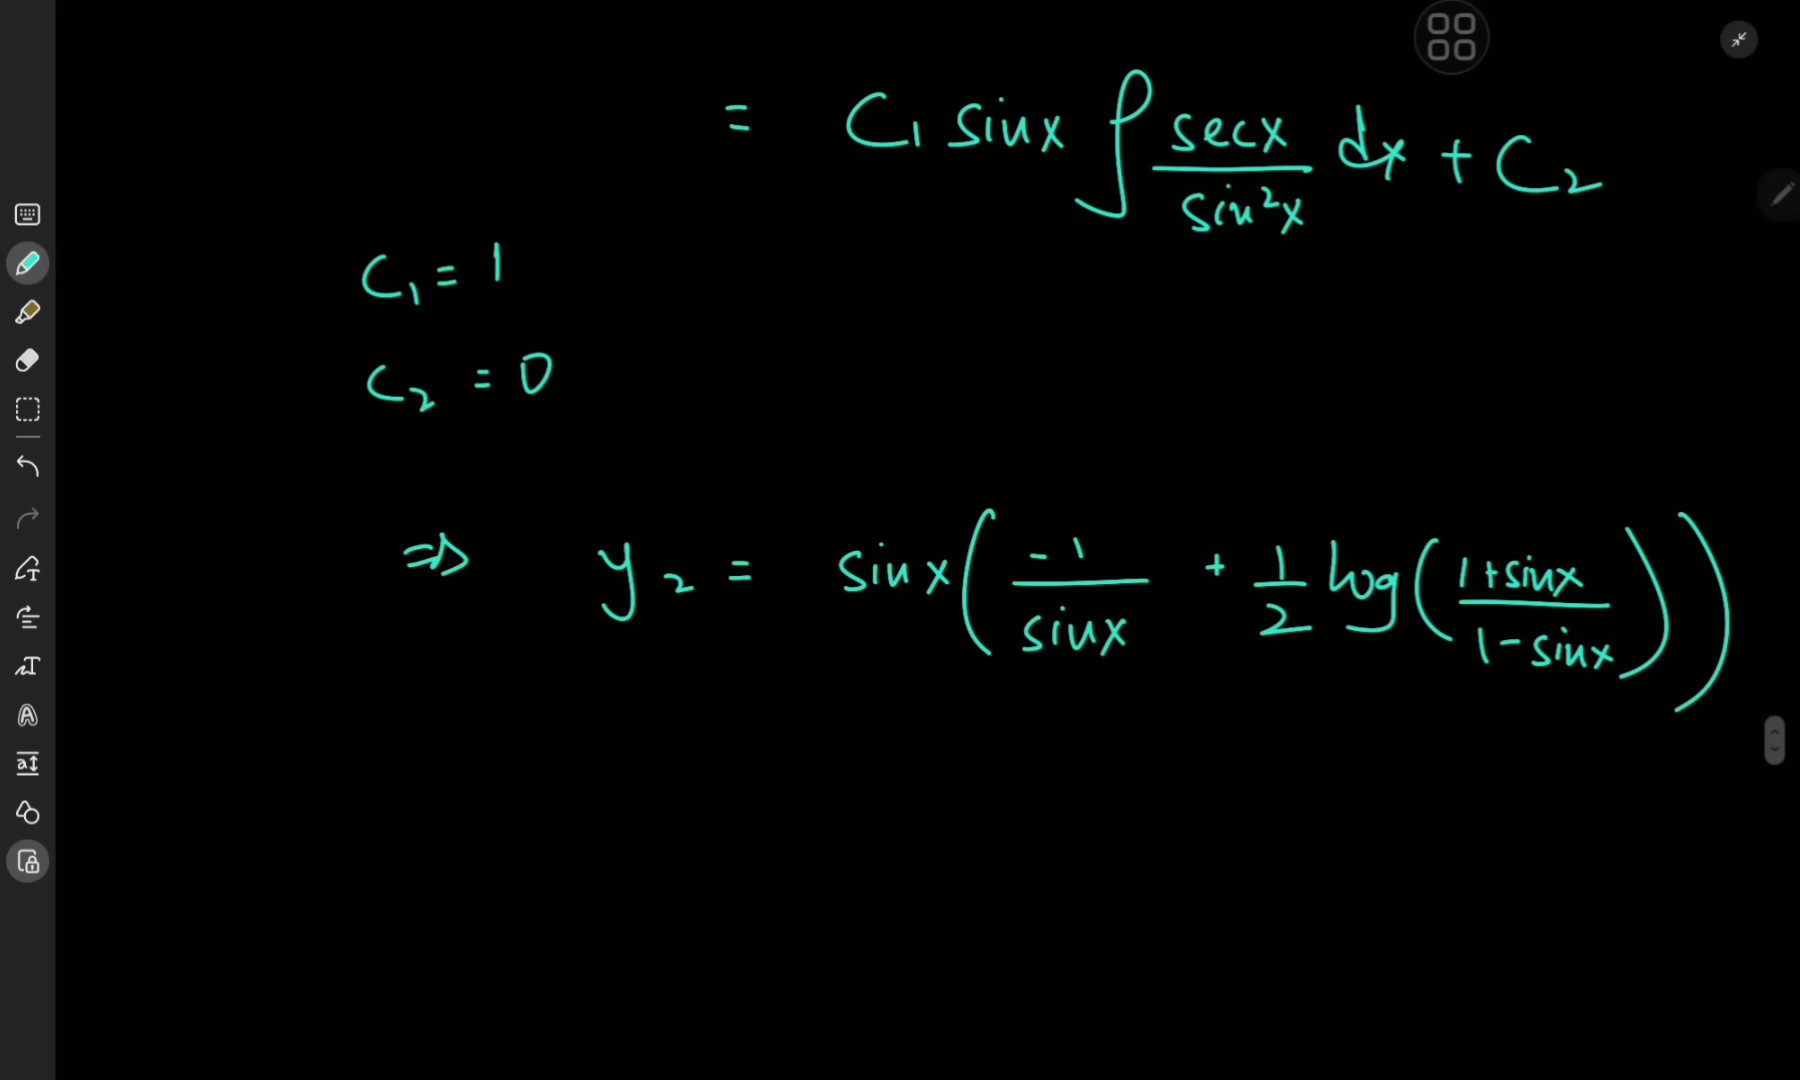 = C₁ sinx ∫ secx / sin²x dx + C₂
C₁ = 1
C₂ = 0
⇒ y₂ = sinx ( -1 / sinx + 1/2 log ( 1+sinx / 1-sinx ) )